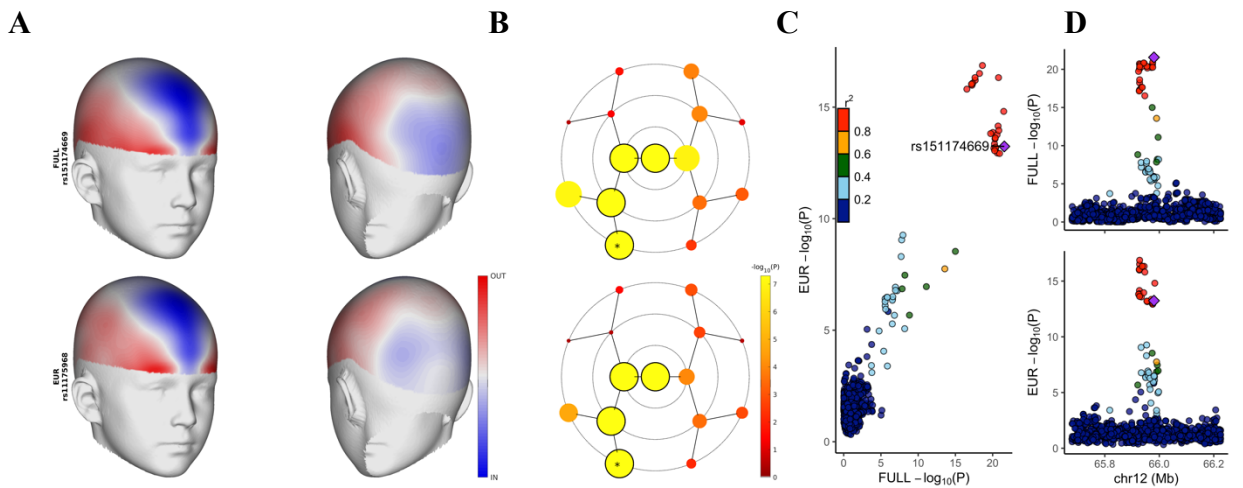 A
B
C
D
FULL
rs151174669
EUR
rs11175968
OUT
IN
*
*
-log10(P)
7
6
5
4
3
2
1
0
EUR −log10(P)
15
10
5
0
r2
0.8
0.6
0.4
0.2
rs151174669
0
5
10
15
20
FULL −log10(P)
FULL −log10(P)
20
15
10
5
0
EUR −log10(P)
15
10
5
0
65.8
66.0
66.2
chr12 (Mb)